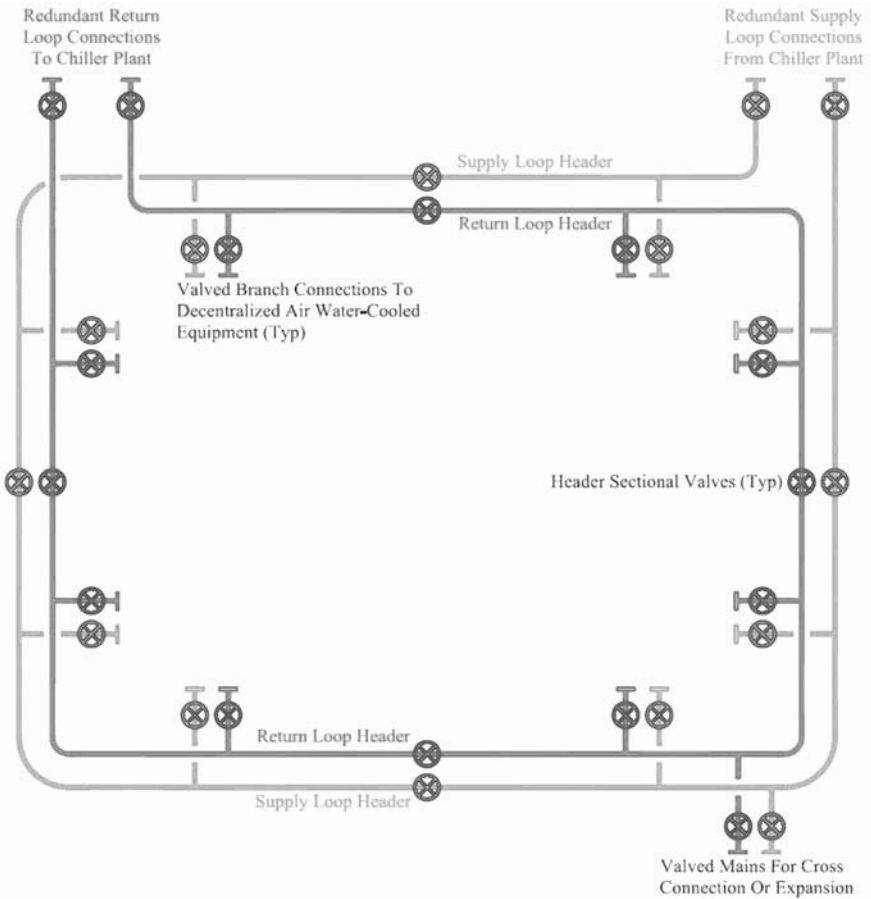 Redundant Return
Loop Connections
To Chiller Plant
Redundant Supply
Loop Connections
From Chiller Plant
Supply Loop Header
Return Loop Header
Valved Branch Connections To
Decentralized Air Water-Cooled
Equipment (Typ)
Header Sectional Valves (Typ)
Return Loop Header
Supply Loop Header
Valved Mains For Cross
Connection Or Expansion